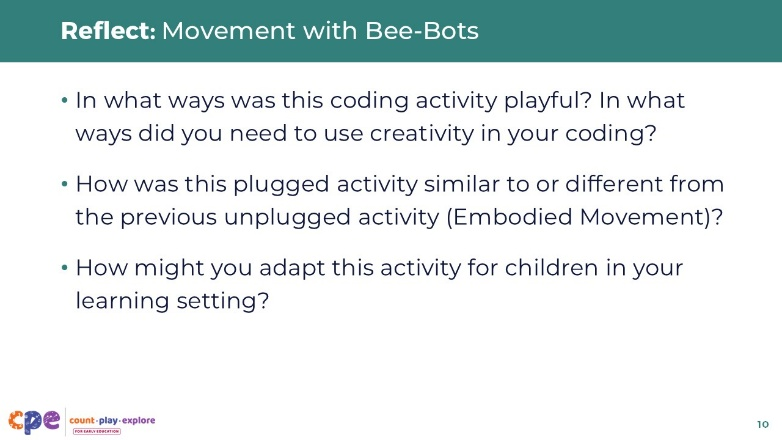 Reflect: Movement with Bee-Bots
• In what ways was this coding activity playful? In what
ways did you need to use creativity in your coding?
• How was this plugged activity similar to or different from
the previous unplugged activity (Embodied Movement)?
• How might you adapt this activity for children in your
learning setting?
cpe
count·play·explore
FOR EARLY EDUCATION
10